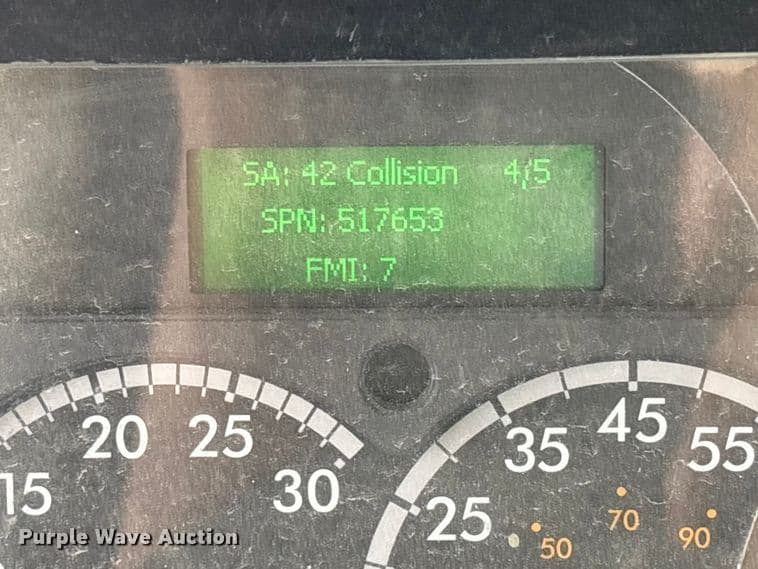 SA: 42 Collision 4/5
SPN: 517653
FMI: 7
15 20 25 30
25 35 45 55
50 70 90
Purple Wave Auction